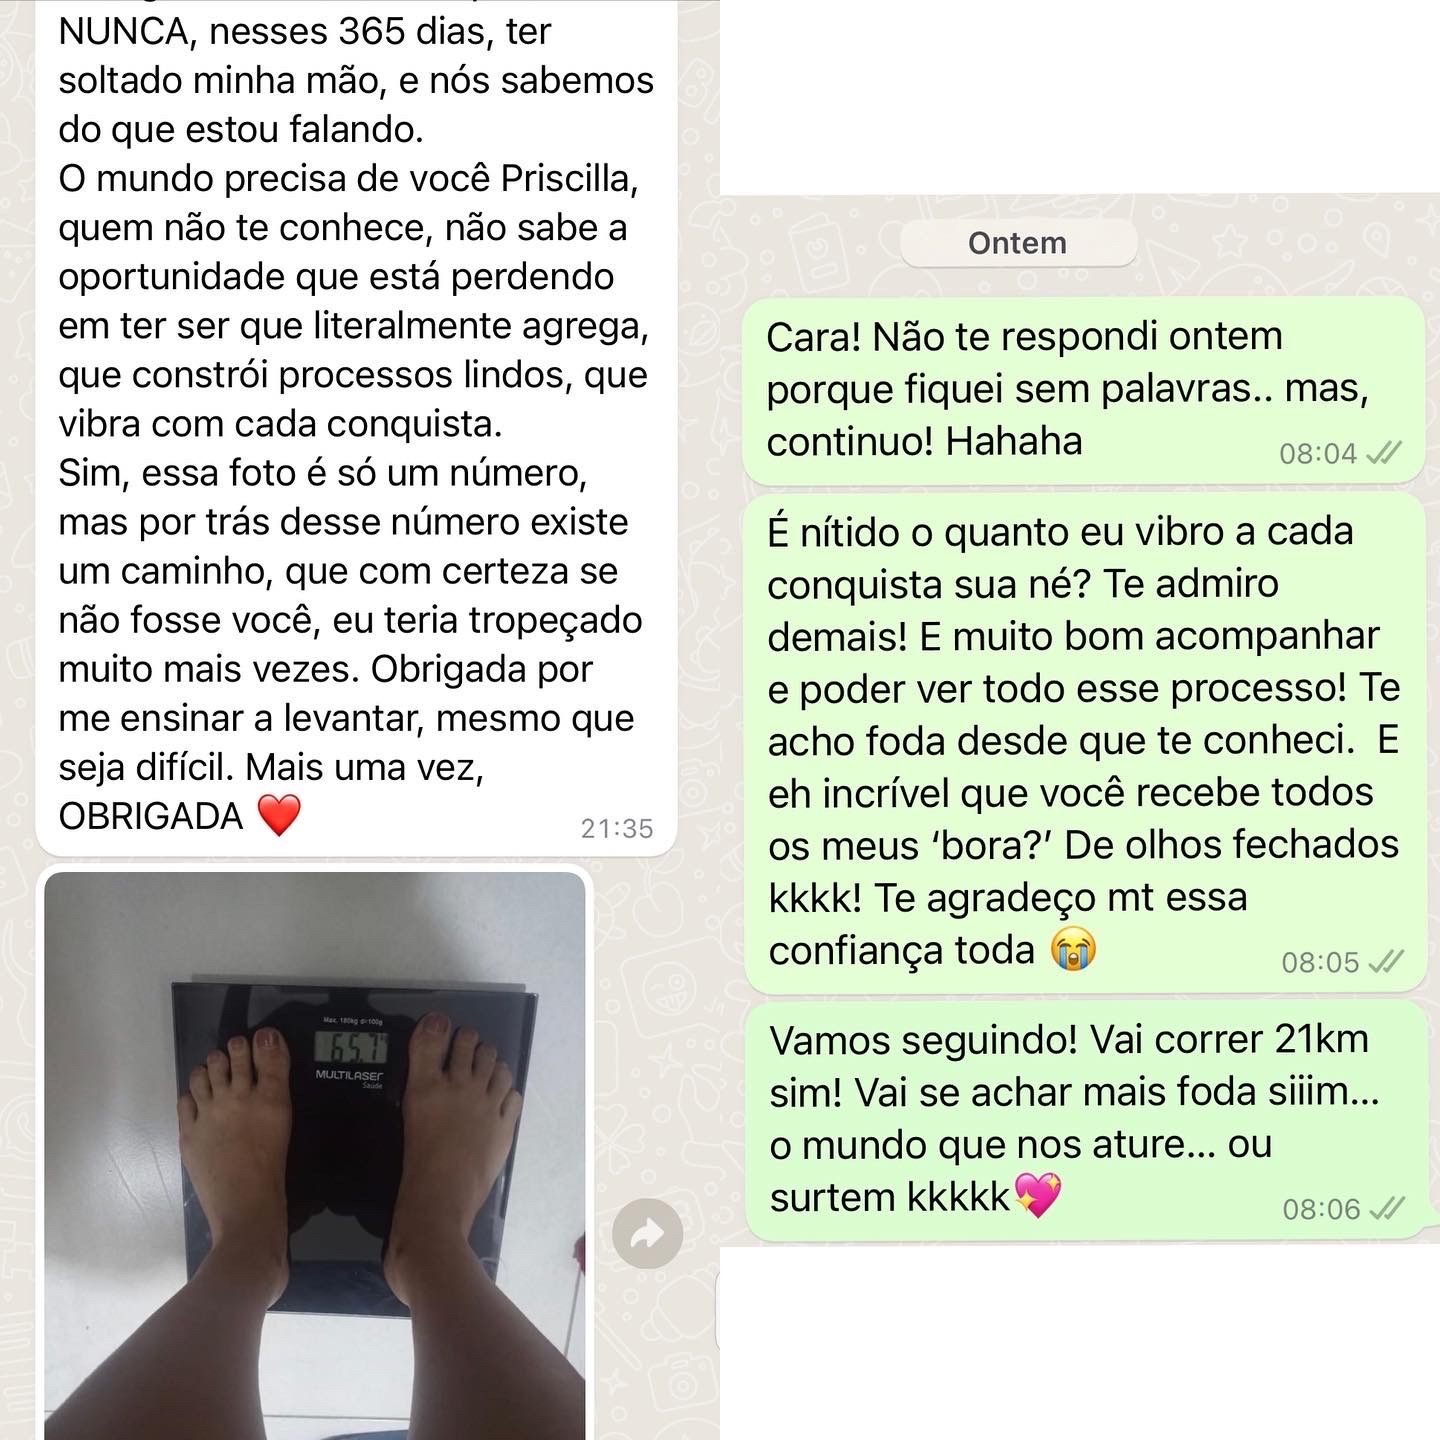 NUNCA, nesses 365 dias, ter
soltado minha mão, e nós sabemos
do que estou falando.
O mundo precisa de você Priscilla,
quem não te conhece, não sabe a
oportunidade que está perdendo
em ter ser que literalmente agrega,
que constrói processos lindos, que
vibra com cada conquista.
Sim, essa foto é só um número,
mas por trás desse número existe
um caminho, que com certeza se
não fosse você, eu teria tropeçado
muito mais vezes. Obrigada por
me ensinar a levantar, mesmo que
seja difícil. Mais uma vez,
OBRIGADA ❤️
21:35
Max. 180kg d=100g
65.7
MULTILASER
Saúde
Ontem
Cara! Não te respondi ontem
porque fiquei sem palavras.. mas,
continuo! Hahaha
08:04
É nítido o quanto eu vibro a cada
conquista sua né? Te admiro
demais! E muito bom acompanhar
e poder ver todo esse processo! Te
acho foda desde que te conheci.  E
eh incrível que você recebe todos
os meus ‘bora?’ De olhos fechados
kkkk! Te agradeço mt essa
confiança toda 😭
08:05
Vamos seguindo! Vai correr 21km
sim! Vai se achar mais foda siiim...
o mundo que nos ature... ou
surtem kkkkk💖
08:06